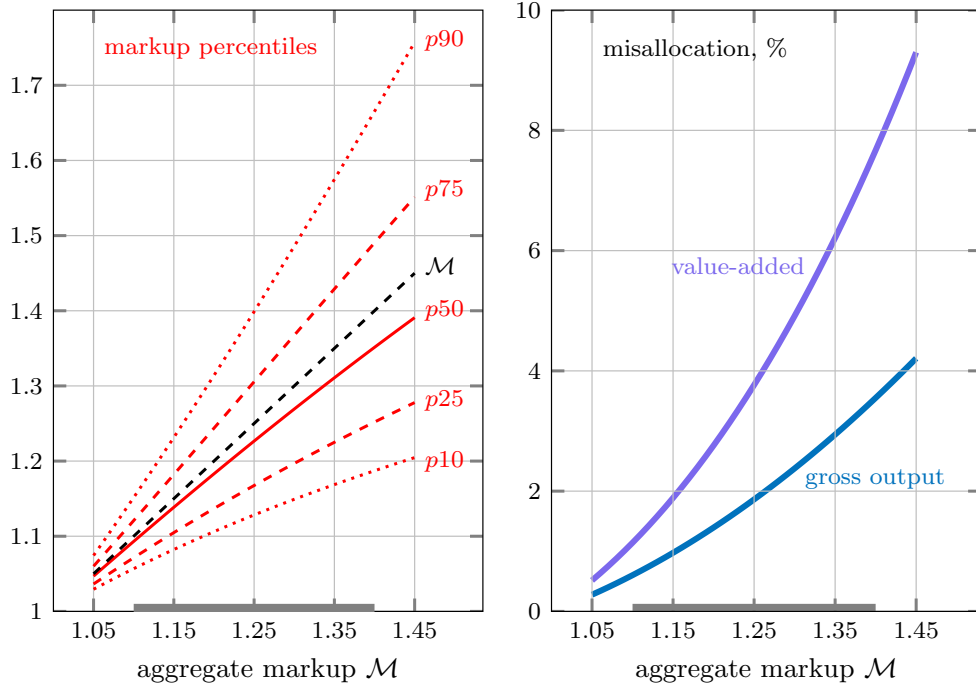 markup percentiles
p90
1.7
1.6
p75
1.5
ℳ
1.4
p50
1.3
p25
1.2
p10
1.1
1
1.05
1.15
1.25
1.35
1.45
aggregate markup ℳ
10
misallocation, %
8
6
value-added
4
gross output
2
0
1.05
1.15
1.25
1.35
1.45
aggregate markup ℳ